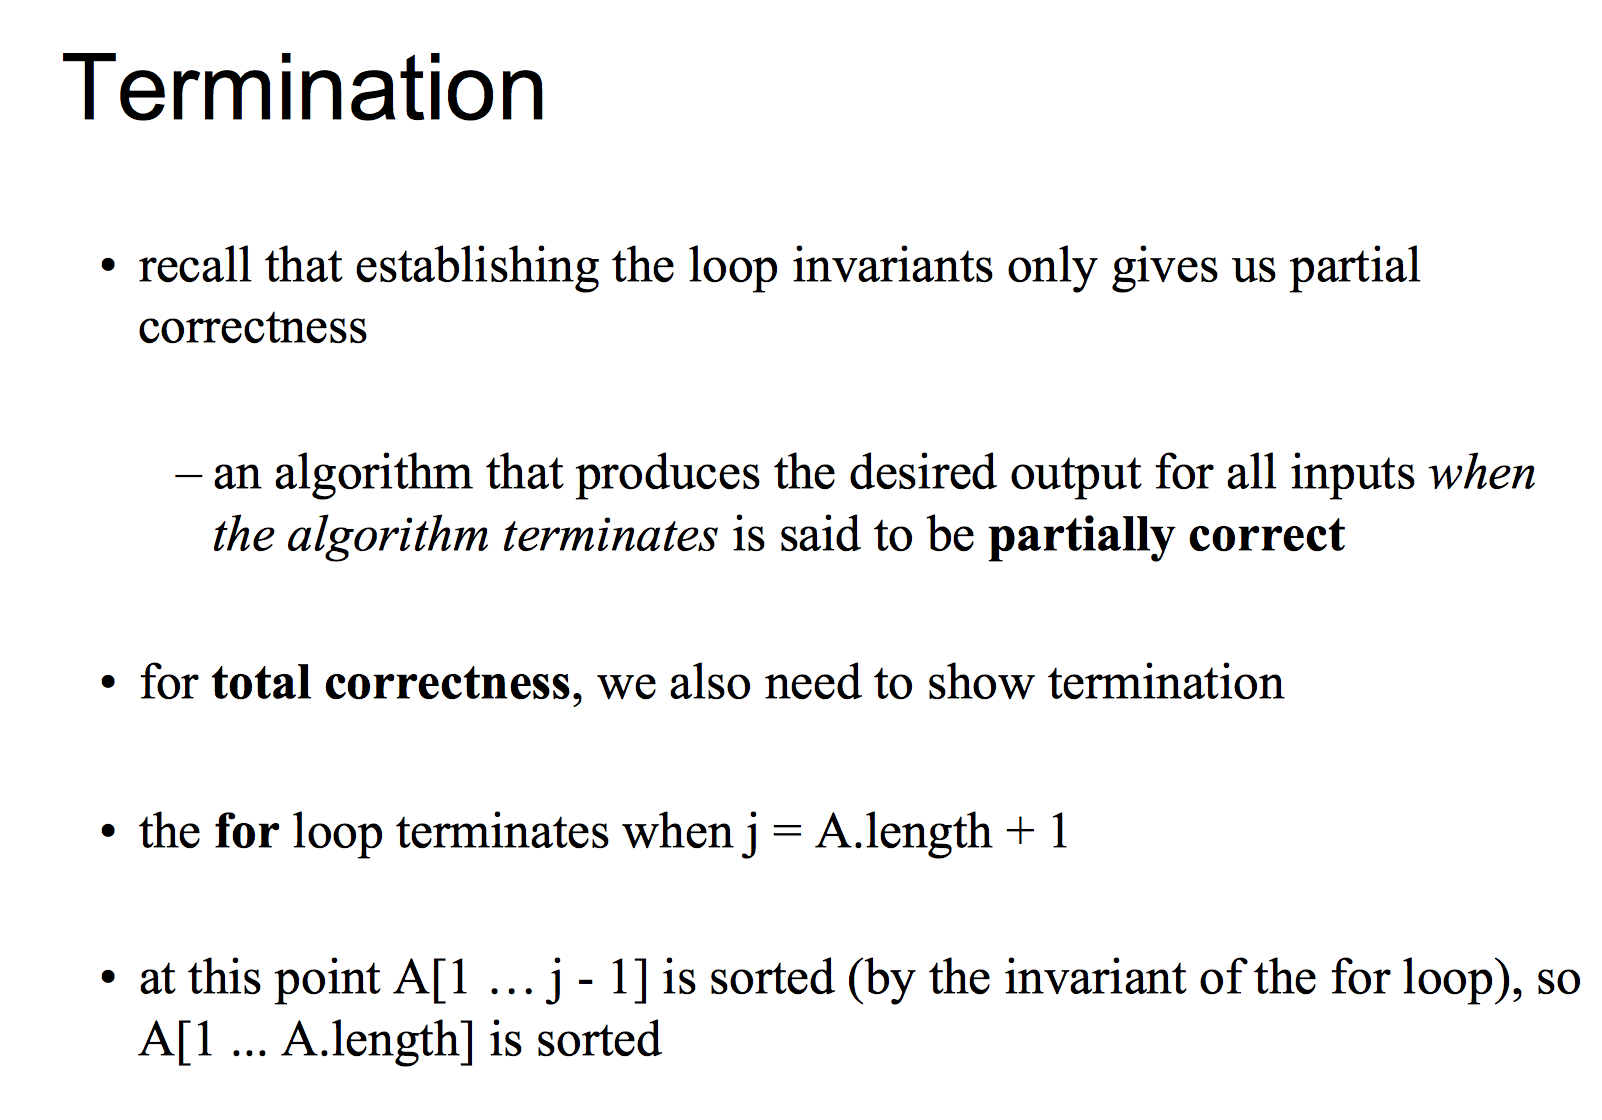 Termination
• recall that establishing the loop invariants only gives us partial
correctness
– an algorithm that produces the desired output for all inputs when
the algorithm terminates is said to be partially correct
• for total correctness, we also need to show termination
• the for loop terminates when j = A.length + 1
• at this point A[1 … j - 1] is sorted (by the invariant of the for loop), so
A[1 ... A.length] is sorted